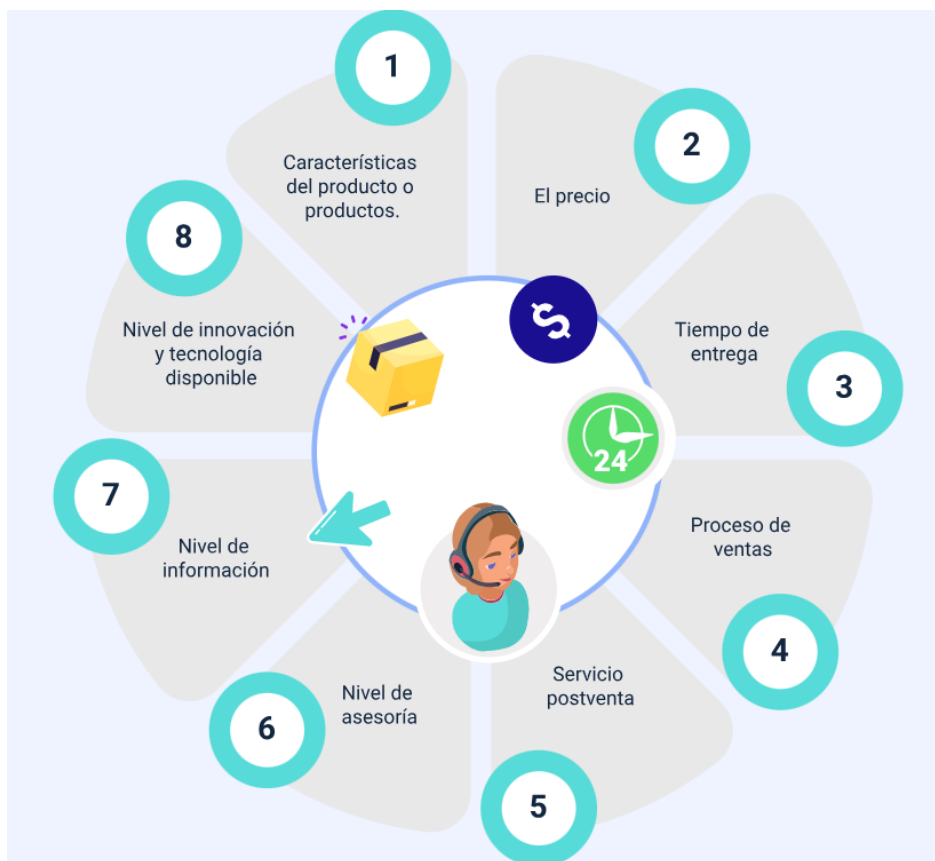 1
Características
del producto o
productos.
2
El precio
3
Tiempo de
entrega
4
Proceso de
ventas
5
Servicio
postventa
6
Nivel de
asesoría
7
Nivel de
información
8
Nivel de innovación
y tecnología
disponible
$
24